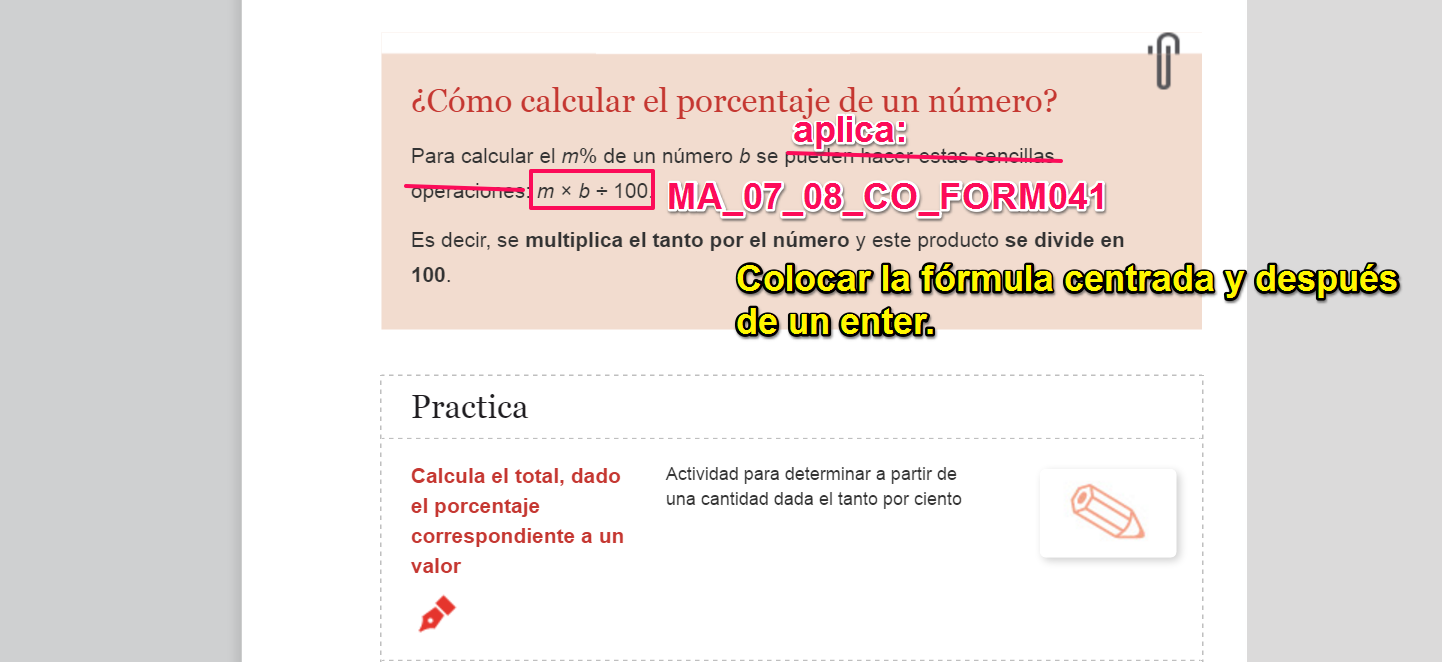 ¿Cómo calcular el porcentaje de un número?
aplica:
Para calcular el m% de un número b se pueden hacer estas sencillas
operaciones: m × b ÷ 100. MA_07_08_CO_FORM041
Es decir, se multiplica el tanto por el número y este producto se divide en
100.
Colocar la fórmula centrada y después
de un enter.
Practica
Calcula el total, dado
el porcentaje
correspondiente a un
valor
Actividad para determinar a partir de
una cantidad dada el tanto por ciento